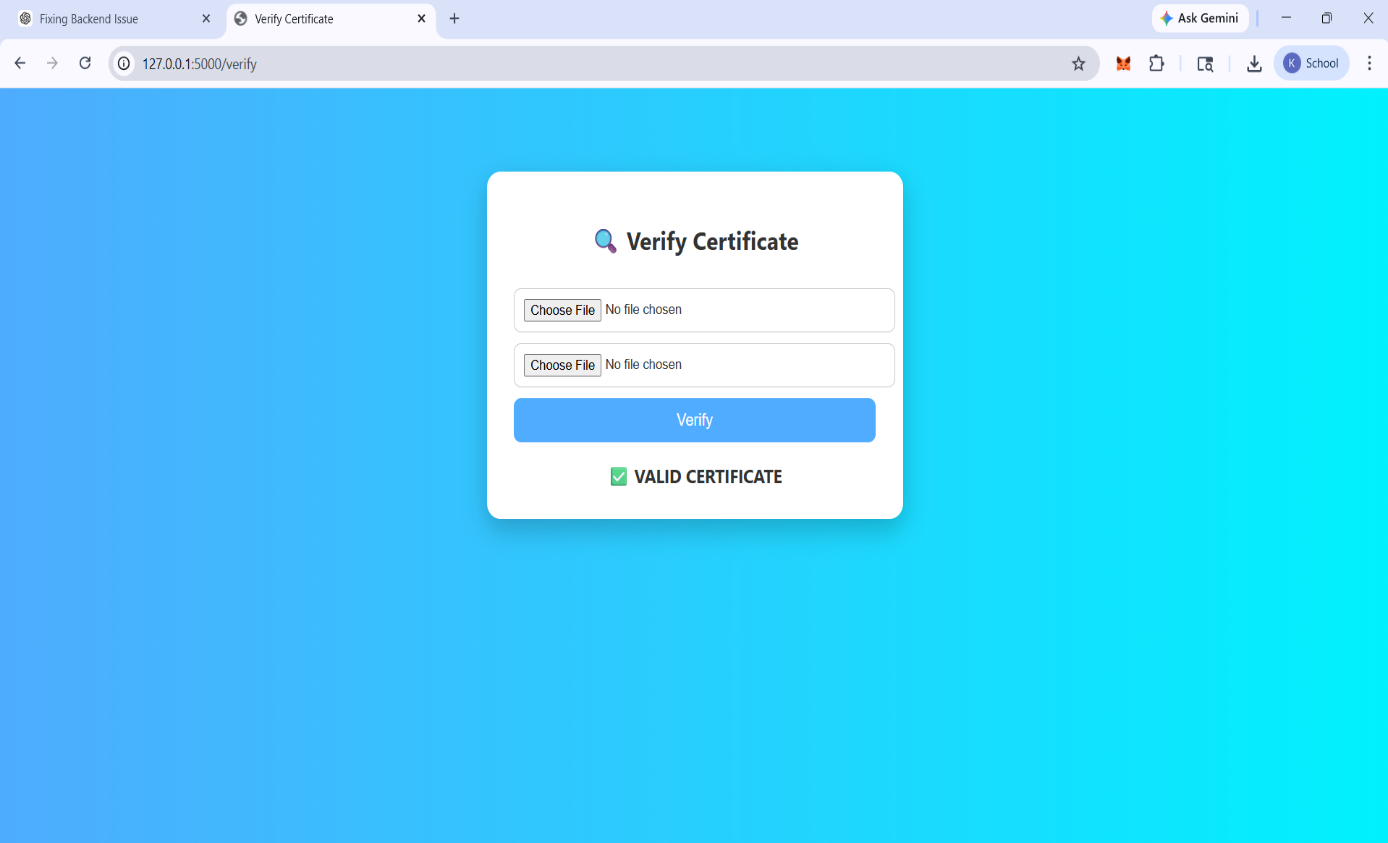 Fixing Backend Issue
Verify Certificate
Ask Gemini
127.0.0.1:5000/verify
K School
🔍 Verify Certificate
Choose File No file chosen
Choose File No file chosen
Verify
✅ VALID CERTIFICATE